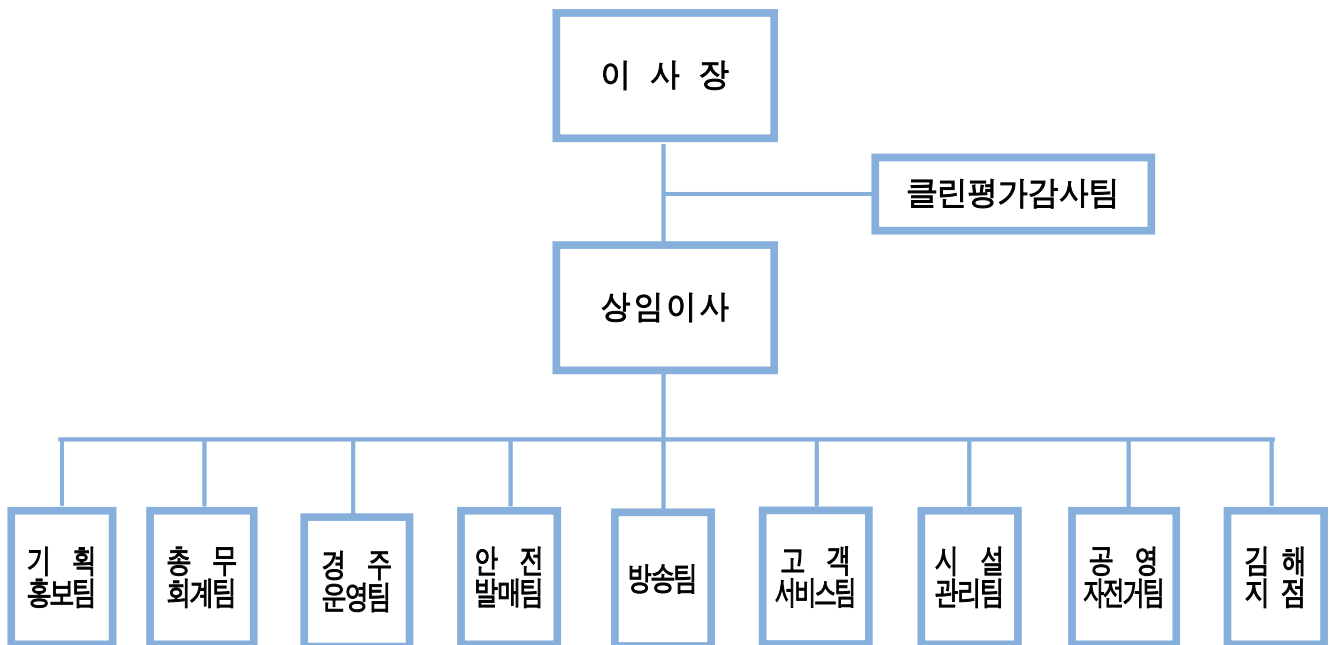 이 사 장
클린평가감사팀
상임이사
기 획
홍보팀
총 무
회계팀
경 주
운영팀
안 전
발매팀
방송팀
고 객
서비스팀
시 설
관리팀
공 영
자전거팀
김 해
지 점